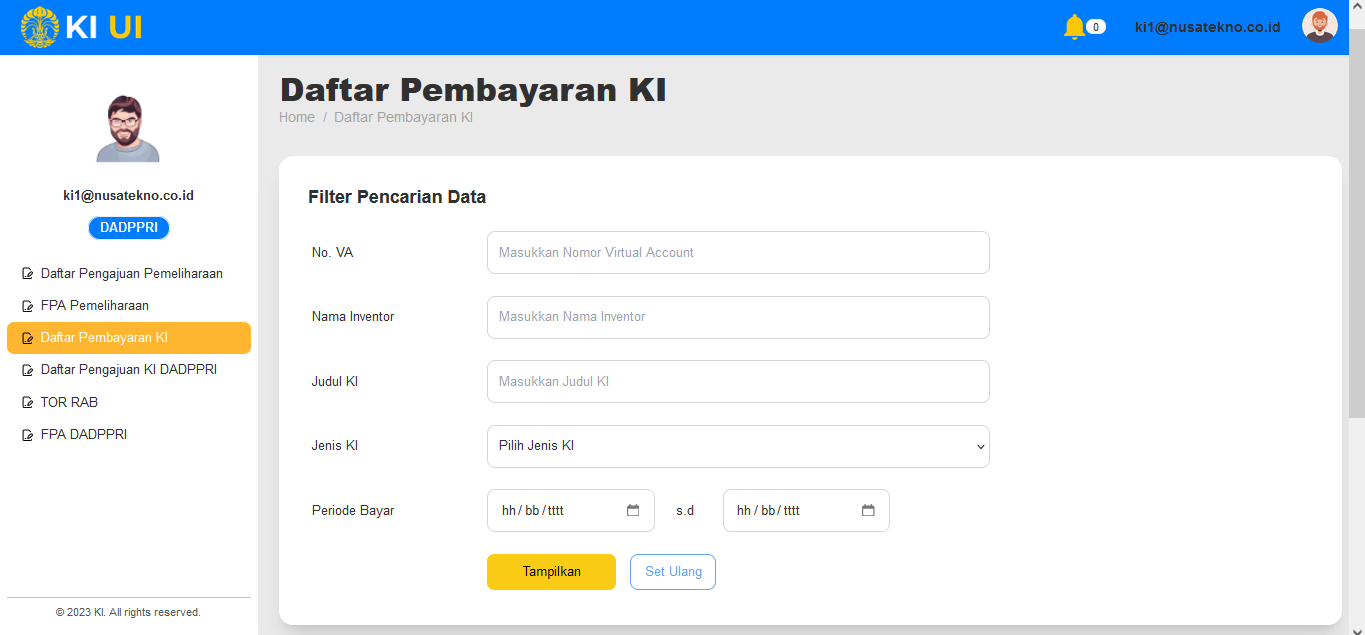 KI UI
0
ki1@nusatekno.co.id
ki1@nusatekno.co.id
DADPPRI
Daftar Pengajuan Pemeliharaan
FPA Pemeliharaan
Daftar Pembayaran KI
Daftar Pengajuan KI DADPPRI
TOR RAB
FPA DADPPRI
© 2023 KI. All rights reserved.
Daftar Pembayaran KI
Home / Daftar Pembayaran KI
Filter Pencarian Data
No. VA Masukkan Nomor Virtual Account
Nama Inventor Masukkan Nama Inventor
Judul KI Masukkan Judul KI
Jenis KI Pilih Jenis KI
Periode Bayar hh/bb/tttt s.d hh/bb/tttt
Tampilkan Set Ulang